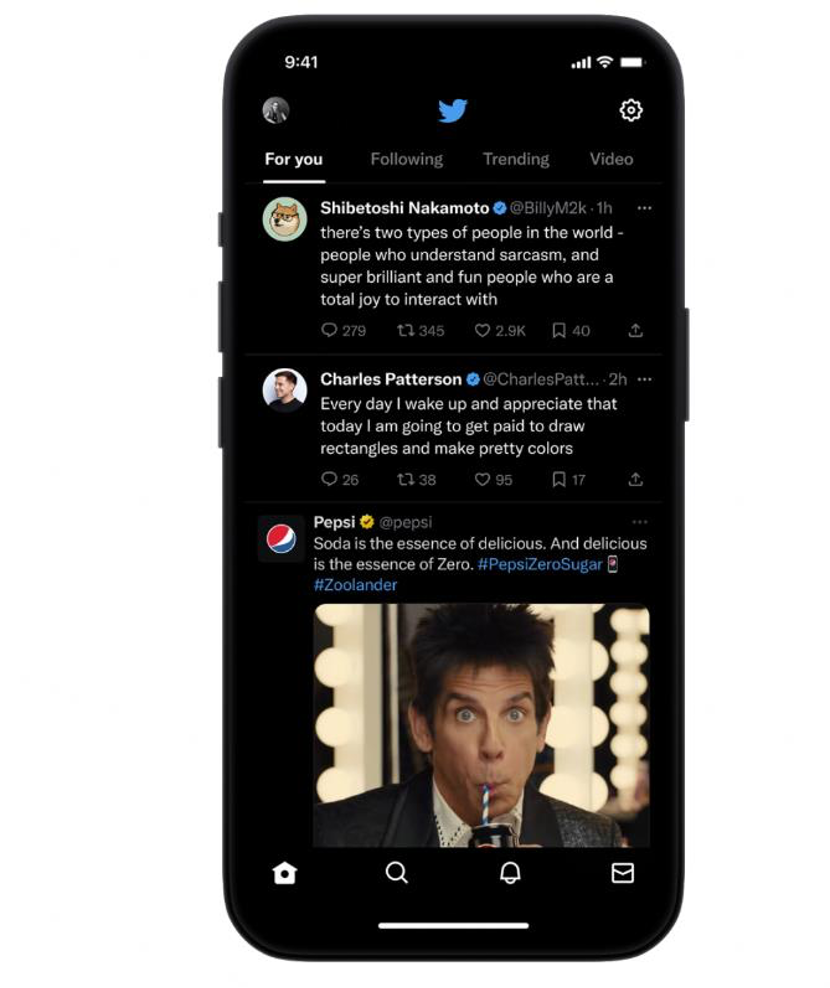 9:41
For you Following Trending Video
Shibetoshi Nakamoto @BillyM2k · 1h
there’s two types of people in the world -
people who understand sarcasm, and
super brilliant and fun people who are a
total joy to interact with
279 345 2.9K 40
Charles Patterson @CharlesPatt... · 2h
Every day I wake up and appreciate that
today I am going to get paid to draw
rectangles and make pretty colors
26 38 95 17
Pepsi @pepsi
Soda is the essence of delicious. And delicious
is the essence of Zero. #PepsiZeroSugar
#Zoolander